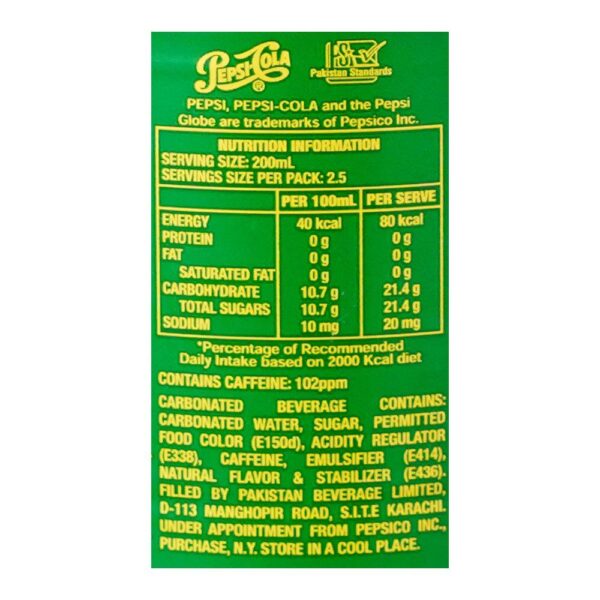 PEPSI-COLA ®
Pakistan Standards
PEPSI, PEPSI-COLA and the Pepsi
Globe are trademarks of Pepsico Inc.
NUTRITION INFORMATION
SERVING SIZE: 200mL
SERVINGS SIZE PER PACK: 2.5
PER 100mL PER SERVE
ENERGY 40 kcal 80 kcal
PROTEIN 0 g 0 g
FAT 0 g 0 g
SATURATED FAT 0 g 0 g
CARBOHYDRATE 10.7 g 21.4 g
TOTAL SUGARS 10.7 g 21.4 g
SODIUM 10 mg 20 mg
*Percentage of Recommended
Daily Intake based on 2000 Kcal diet
CONTAINS CAFFEINE: 102ppm
CARBONATED BEVERAGE CONTAINS:
CARBONATED WATER, SUGAR, PERMITTED
FOOD COLOR (E150d), ACIDITY REGULATOR
(E338), CAFFEINE, EMULSIFIER (E414),
NATURAL FLAVOR & STABILIZER (E436).
FILLED BY PAKISTAN BEVERAGE LIMITED,
D-113 MANGHOPIR ROAD, S.I.T.E KARACHI.
UNDER APPOINTMENT FROM PEPSICO INC.,
PURCHASE, N.Y. STORE IN A COOL PLACE.